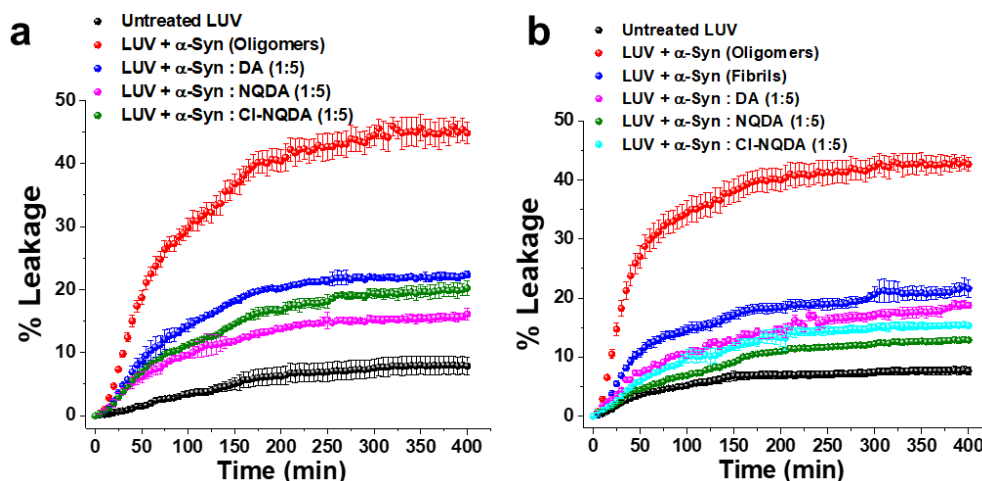 a
Untreated LUV
LUV + α-Syn (Oligomers)
LUV + α-Syn : DA (1:5)
LUV + α-Syn : NQDA (1:5)
LUV + α-Syn : Cl-NQDA (1:5)
50
40
30
20
10
0
% Leakage
0 50 100 150 200 250 300 350 400
Time (min)
b
Untreated LUV
LUV + α-Syn (Oligomers)
LUV + α-Syn (Fibrils)
LUV + α-Syn : DA (1:5)
LUV + α-Syn : NQDA (1:5)
LUV + α-Syn : Cl-NQDA (1:5)
50
40
30
20
10
0
% Leakage
0 50 100 150 200 250 300 350 400
Time (min)